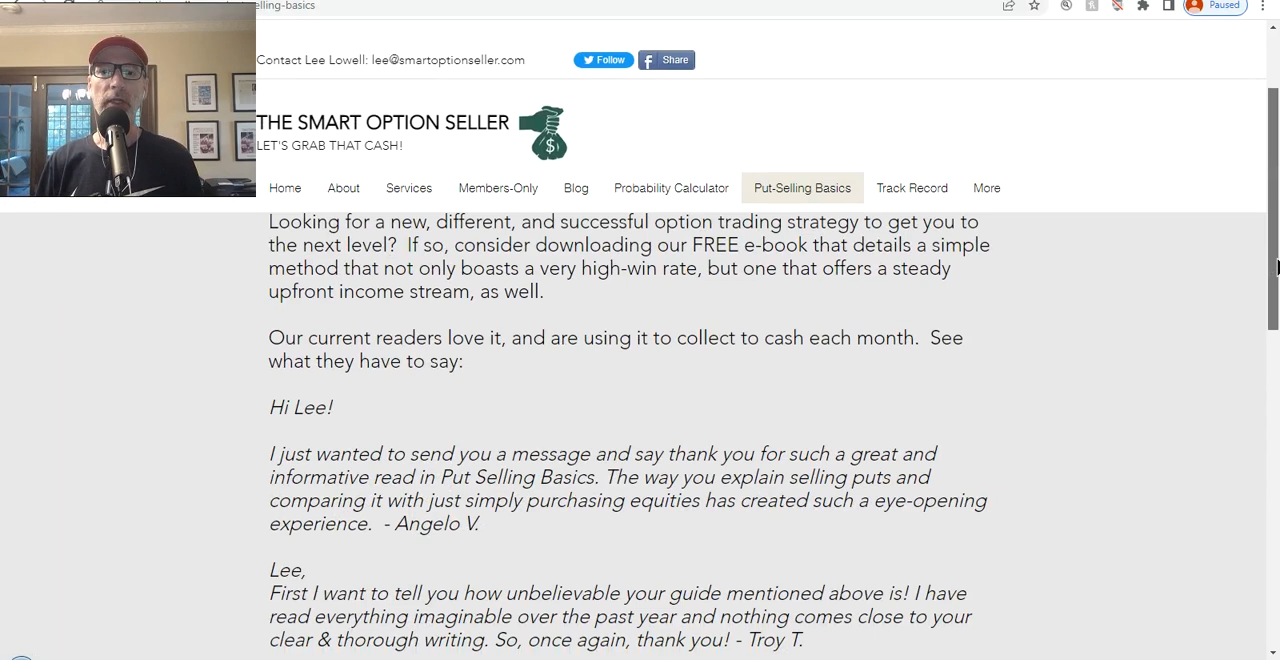 elling-basics
Paused
Contact Lee Lowell: lee@smartoptionseller.com
Follow
Share
THE SMART OPTION SELLER
LET'S GRAB THAT CASH!
$
Home About Services Members-Only Blog Probability Calculator Put-Selling Basics Track Record More
Looking for a new, different, and successful option trading strategy to get you to
the next level? If so, consider downloading our FREE e-book that details a simple
method that not only boasts a very high-win rate, but one that offers a steady
upfront income stream, as well.
Our current readers love it, and are using it to collect to cash each month. See
what they have to say:
Hi Lee!
I just wanted to send you a message and say thank you for such a great and
informative read in Put Selling Basics. The way you explain selling puts and
comparing it with just simply purchasing equities has created such a eye-opening
experience. - Angelo V.
Lee,
First I want to tell you how unbelievable your guide mentioned above is! I have
read everything imaginable over the past year and nothing comes close to your
clear & thorough writing. So, once again, thank you! - Troy T.